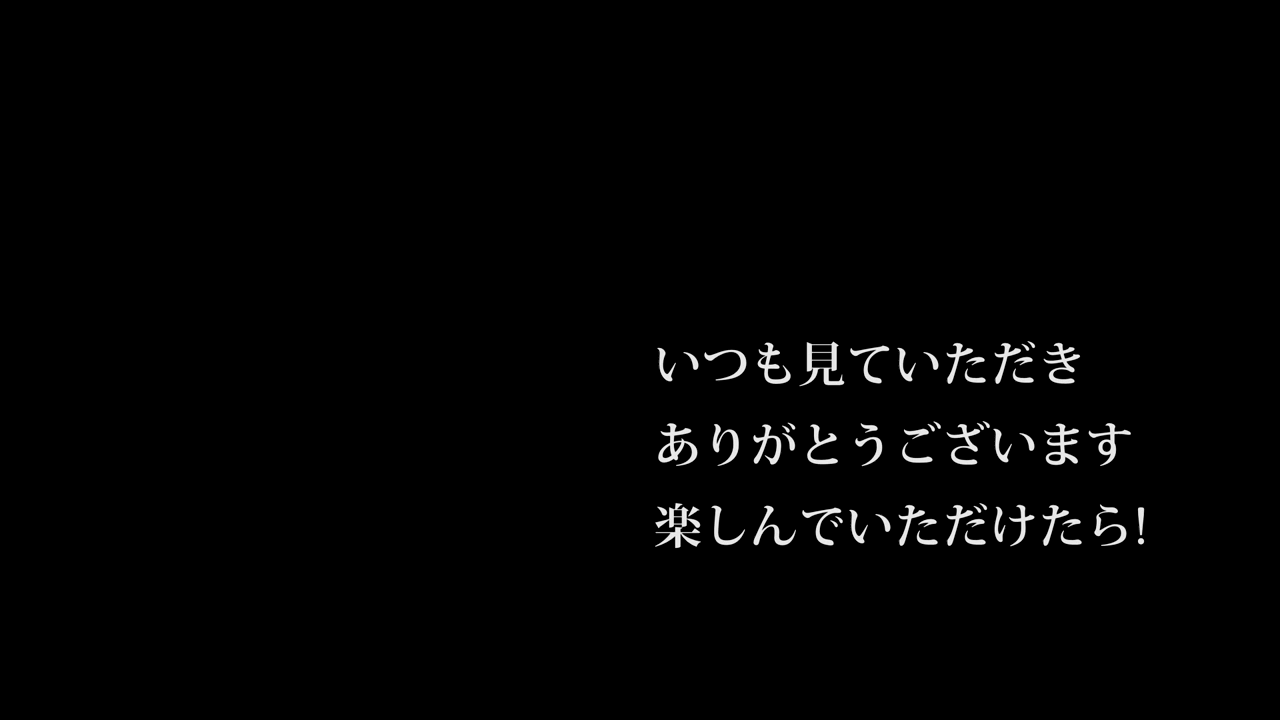 いつも見ていただき
ありがとうございます
楽しんでいただけたら!